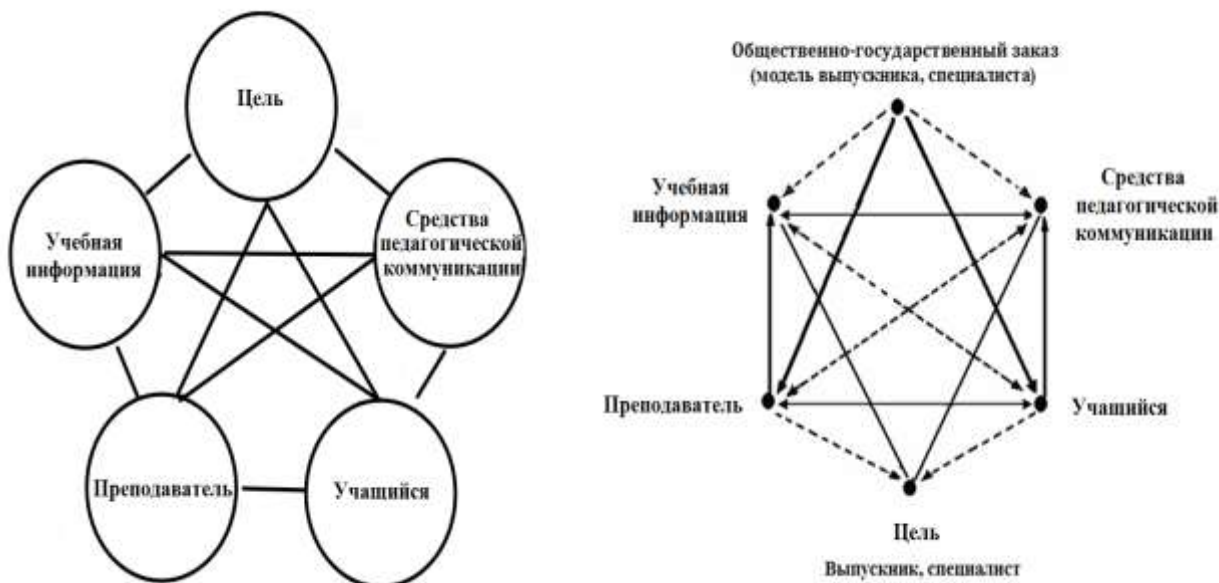 Цель
Учебная
информация
Средства
педагогической
коммуникации
Преподаватель
Учащийся
Общественно-государственный заказ
(модель выпускника, специалиста)
Учебная
информация
Средства
педагогической
коммуникации
Преподаватель
Учащийся
Цель
Выпускник, специалист